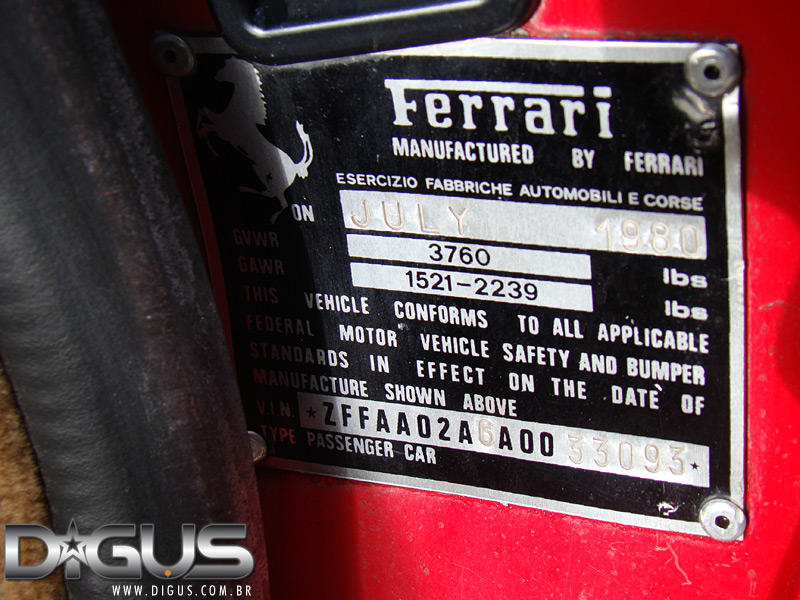 Ferrari
MANUFACTURED BY FERRARI
ESERCIZIO FABBRICHE AUTOMOBILI E CORSE
ON JULY 1980
GVWR 3760 lbs
GAWR 1521-2239 lbs
THIS VEHICLE CONFORMS TO ALL APPLICABLE
FEDERAL MOTOR VEHICLE SAFETY AND BUMPER
STANDARDS IN EFFECT ON THE DATE OF
MANUFACTURE SHOWN ABOVE
V.I.N. ★ZFFAA02A6A0033093★
TYPE PASSENGER CAR
DIGUS
WWW.DIGUS.COM.BR